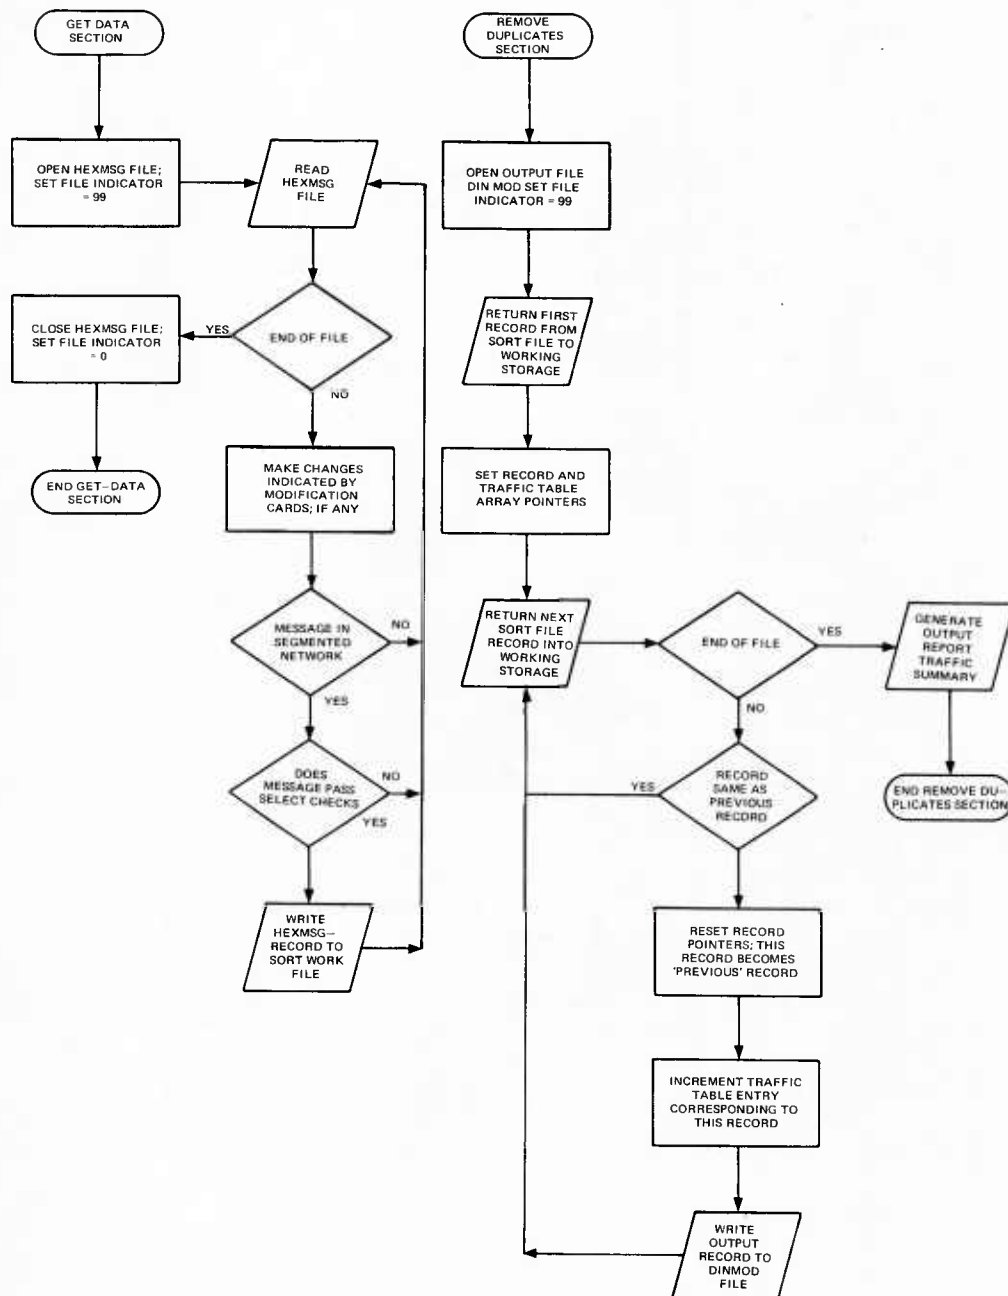 GET DATA
SECTION
OPEN HEXMSG FILE;
SET FILE INDICATOR
= 99
READ
HEXMSG
FILE
CLOSE HEXMSG FILE;
SET FILE INDICATOR
= 0
YES
END OF FILE
NO
END GET-DATA
SECTION
MAKE CHANGES
INDICATED BY
MODIFICATION
CARDS; IF ANY
MESSAGE IN
SEGMENTED
NETWORK
NO
YES
DOES
MESSAGE PASS
SELECT CHECKS
NO
YES
WRITE
HEXMSG-
RECORD TO
SORT WORK
FILE
REMOVE
DUPLICATES
SECTION
OPEN OUTPUT FILE
DIN MOD SET FILE
INDICATOR = 99
RETURN FIRST
RECORD FROM
SORT FILE TO
WORKING
STORAGE
SET RECORD AND
TRAFFIC TABLE
ARRAY POINTERS
RETURN NEXT
SORT FILE
RECORD INTO
WORKING
STORAGE
END OF FILE
YES
NO
GENERATE
OUTPUT
REPORT
TRAFFIC
SUMMARY
END REMOVE DU-
PLICATES SECTION
YES
RECORD
SAME AS
PREVIOUS
RECORD
RESET RECORD
POINTERS; THIS
RECORD BECOMES
'PREVIOUS' RECORD
INCREMENT TRAFFIC
TABLE ENTRY
CORRESPONDING TO
THIS RECORD
WRITE
OUTPUT
RECORD TO
DINMOD
FILE